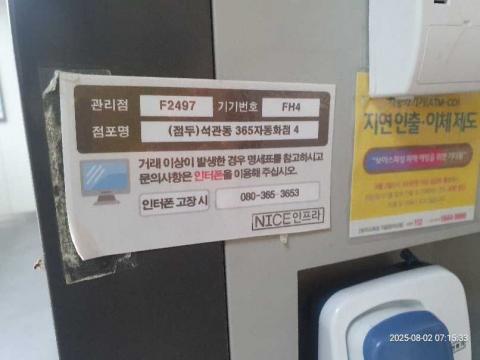 관리점 F2497 기기번호 FH4
점포명 (점두)석관동 365자동화점 4
거래 이상이 발생한 경우 명세표를 참고하시고
문의사항은 인터폰을 이용해 주십시오.
인터폰 고장 시 080-365-3653
NICE인프라
(ATM·CD)
지연 인출·이체 제도
112
2025-08-02 07:15:33